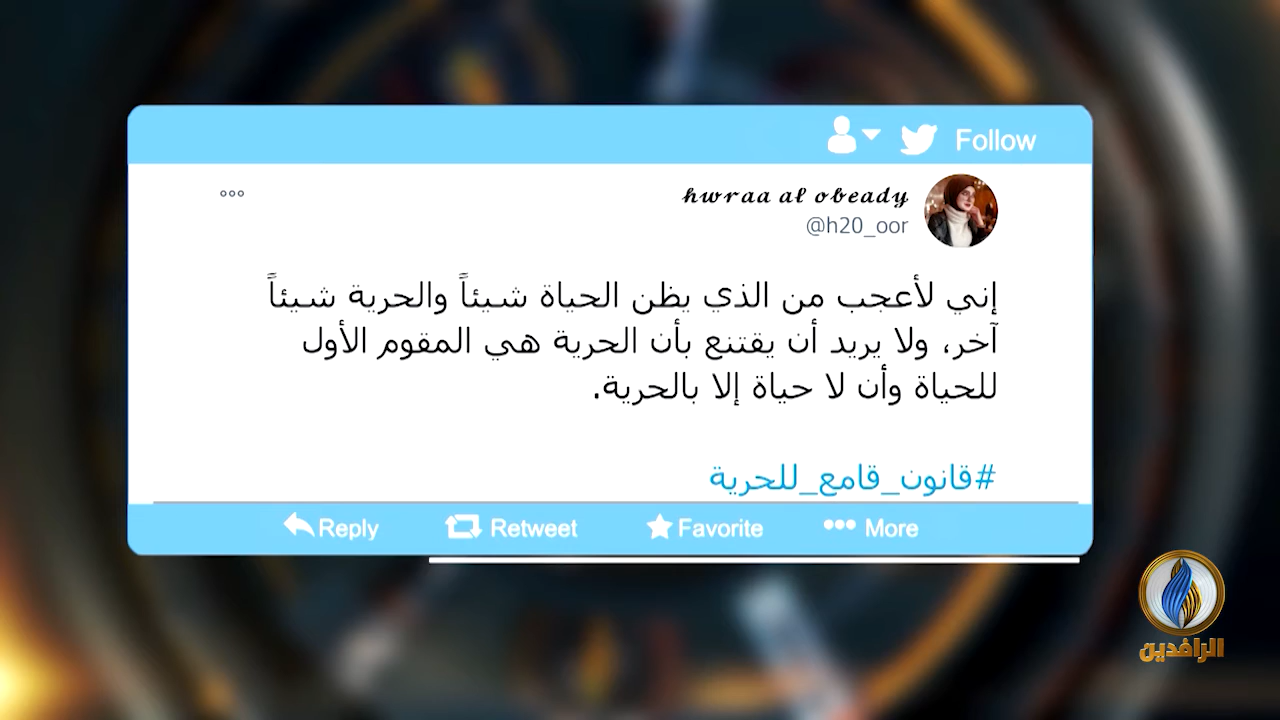 Follow
hwraa al obeady
@h20_oor
إني لأعجب من الذي يظن الحياة شيئاً والحرية شيئاً
آخر، ولا يريد أن يقتنع بأن الحرية هي المقوم الأول
للحياة وأن لا حياة إلا بالحرية.
#قانون_قامع_للحرية
Reply Retweet Favorite More
الرافدين